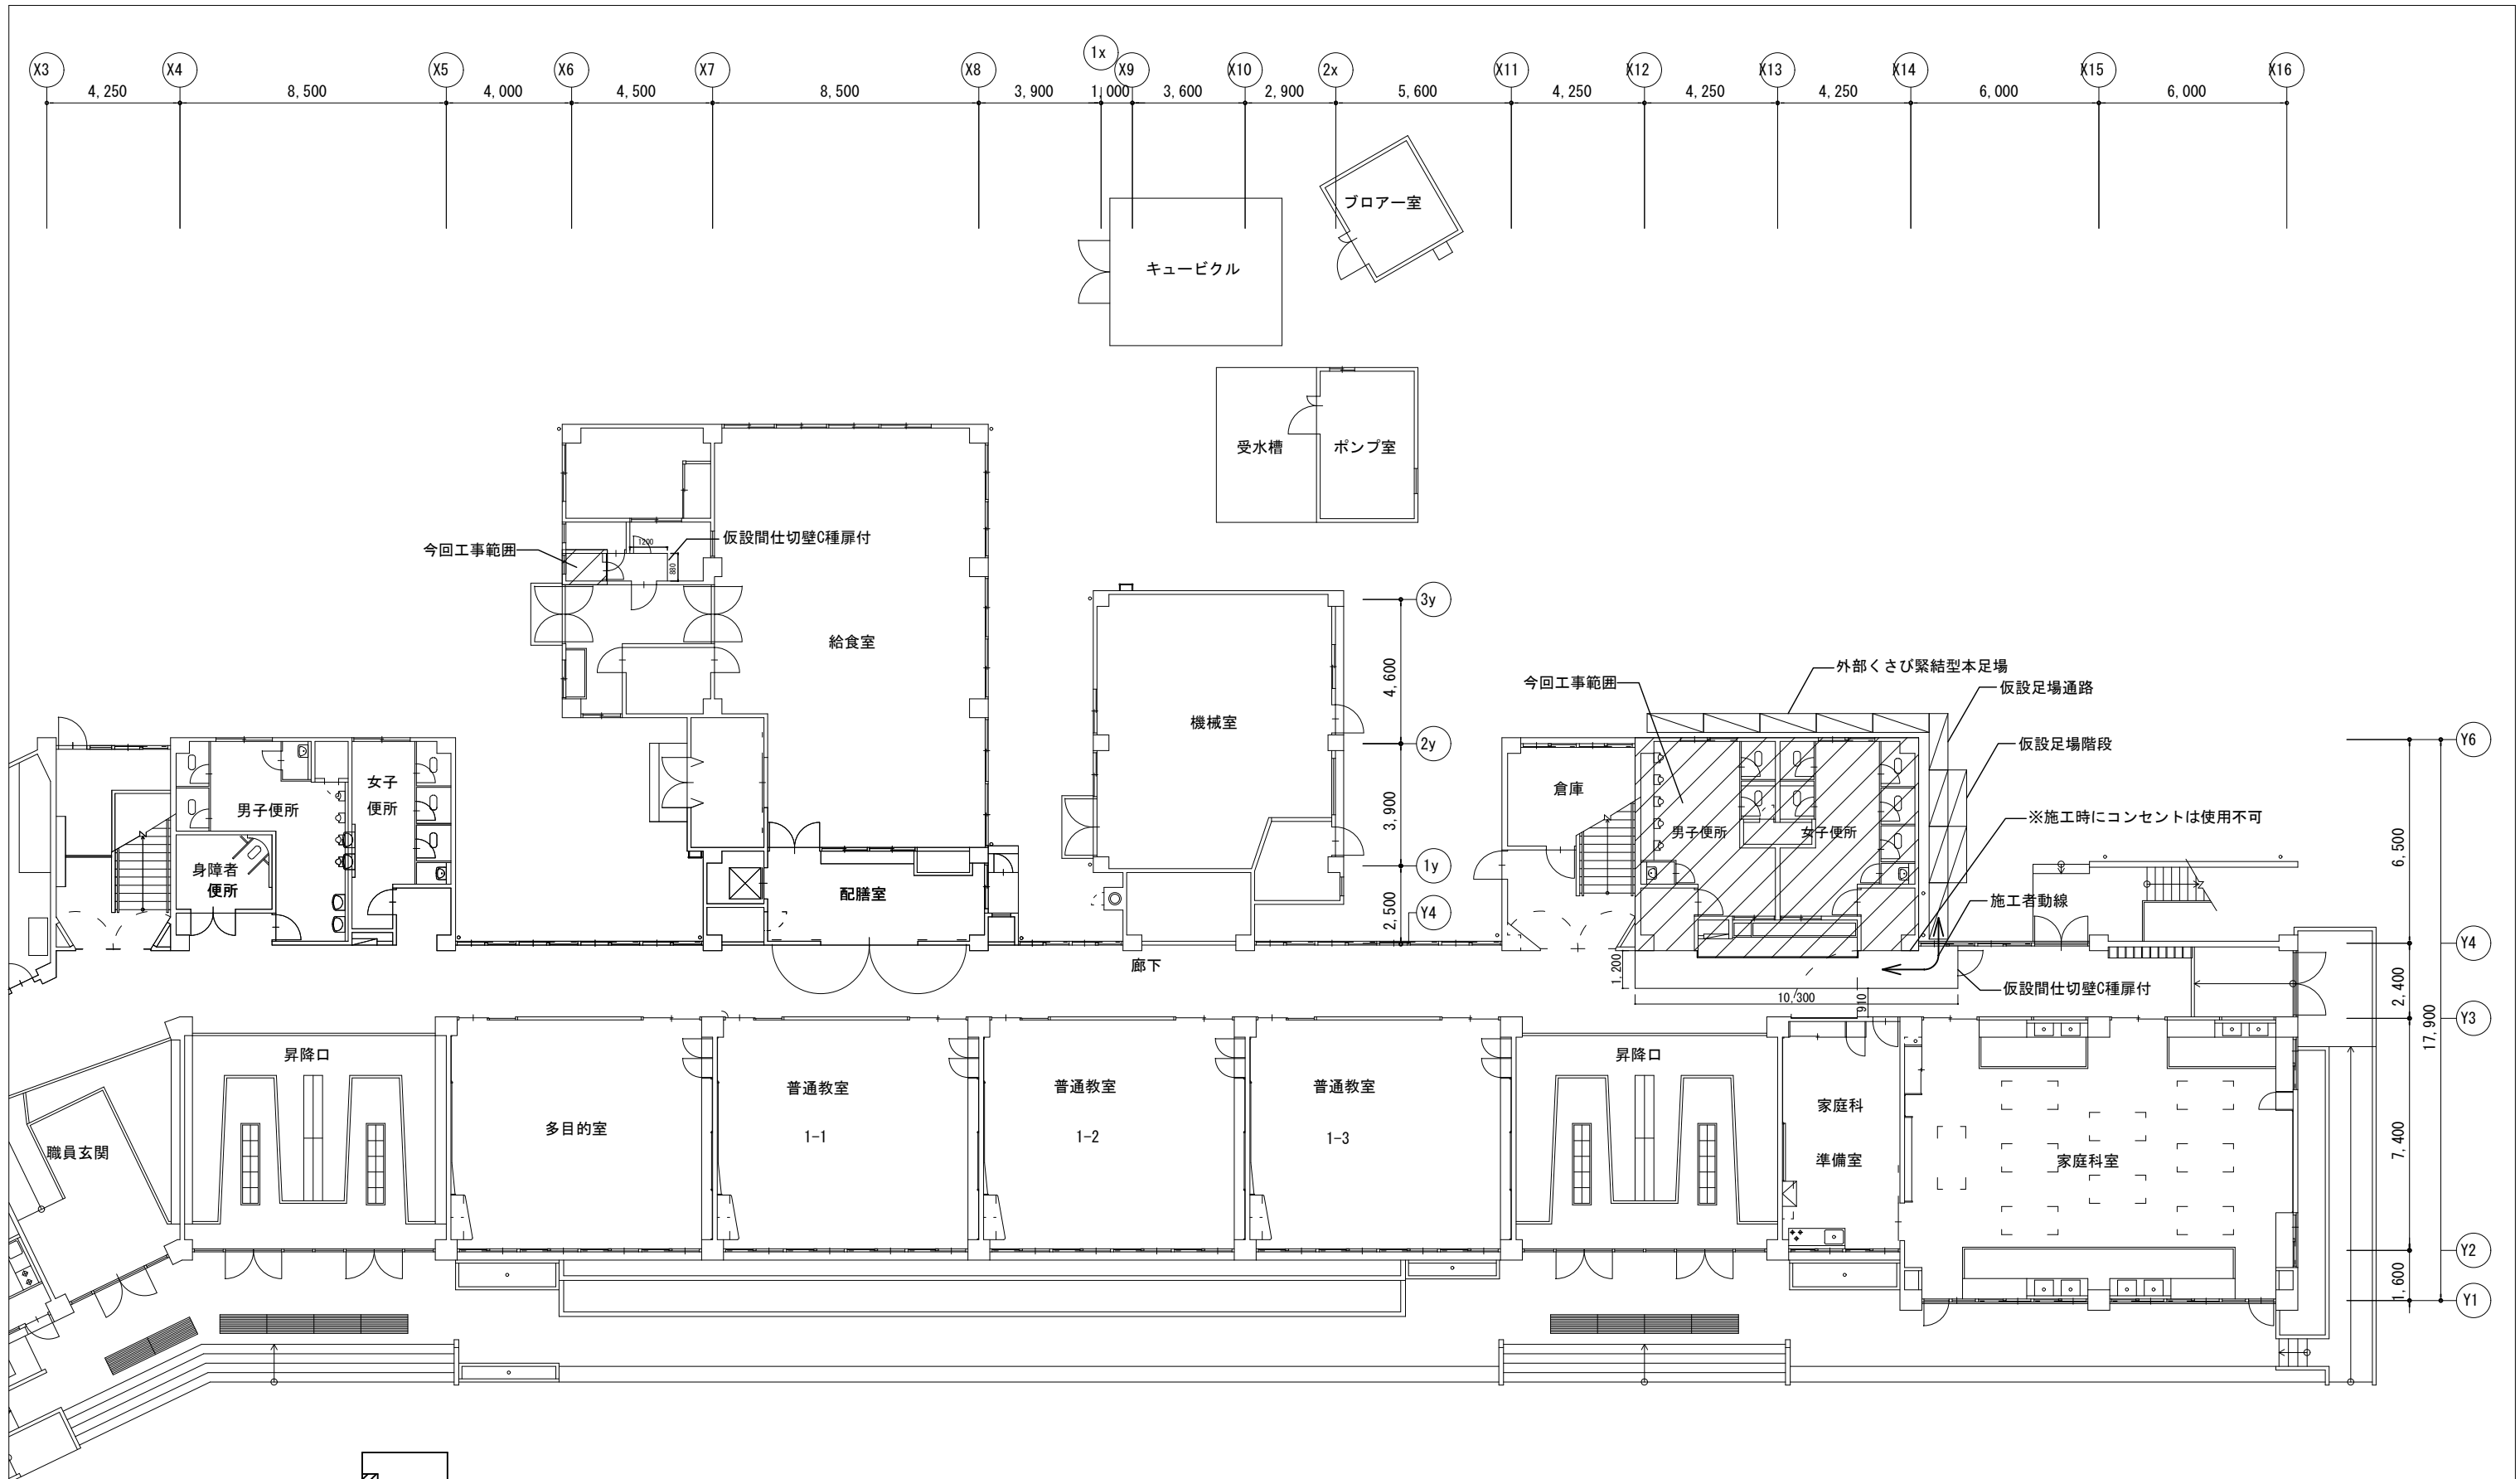 X3
X4
X5
X6
X7
X8
1x
X9
X10
2x
X11
X12
X13
X14
X15
X16
4,250
8,500
4,000
4,500
8,500
3,900
1,000
3,600
2,900
5,600
4,250
4,250
4,250
6,000
6,000
ブロアー室
キュービクル
受水槽
ポンプ室
今回工事範囲
仮設間仕切壁C種扉付
1200
880
給食室
機械室
3y
4,600
2y
3,900
1y
2,500
Y4
外部くさび緊結型本足場
今回工事範囲
仮設足場通路
仮設足場階段
※施工時にコンセントは使用不可
施工者動線
仮設間仕切壁C種扉付
倉庫
男子便所
女子便所
男子便所
女子
便所
身障者
便所
配膳室
廊下
1,200
10,300
910
Y6
6,500
Y4
2,400
Y3
17,900
7,400
Y2
1,600
Y1
昇降口
職員玄関
多目的室
普通教室
1-1
普通教室
1-2
普通教室
1-3
昇降口
家庭科
準備室
家庭科室